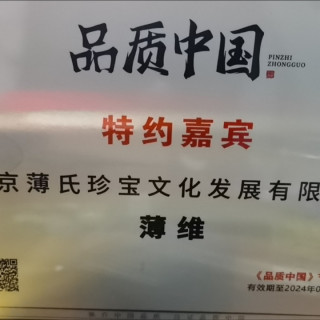 品质中国
PINZHI
ZHONGGUO
特约嘉宾
京薄氏珍宝文化发展有限
薄维
《品质中国》
有效期至2024年0